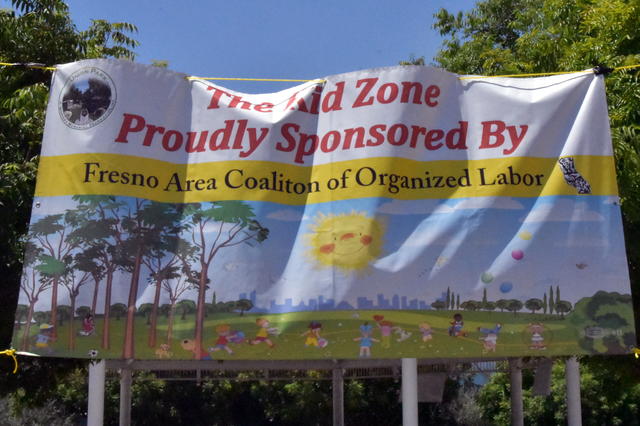 The Kid Zone
Proudly Sponsored By
Fresno Area Coaliton of Organized Labor